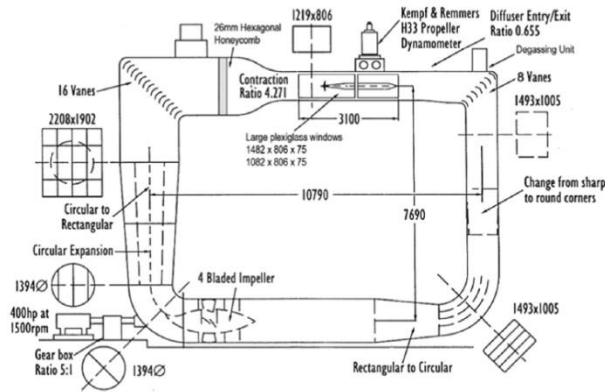 1219x806
Kempf & Remmers
H33 Propeller
Dynamometer
Diffuser Entry/Exit
Ratio 0.655
26mm Hexagonal
Honeycomb
Degassing Unit
16 Vanes
Contraction
Ratio 4.271
8 Vanes
2208x1902
3100
1493x1005
Large plexiglass windows
1482 x 806 x 75
1082 x 806 x 75
Circular to
Rectangular
10790
7690
Change from sharp
to round corners
Circular Expansion
1394Ø
4 Bladed Impeller
400hp at
1500rpm
1493x1005
Gear box
Ratio 5:1
1394Ø
Rectangular to Circular